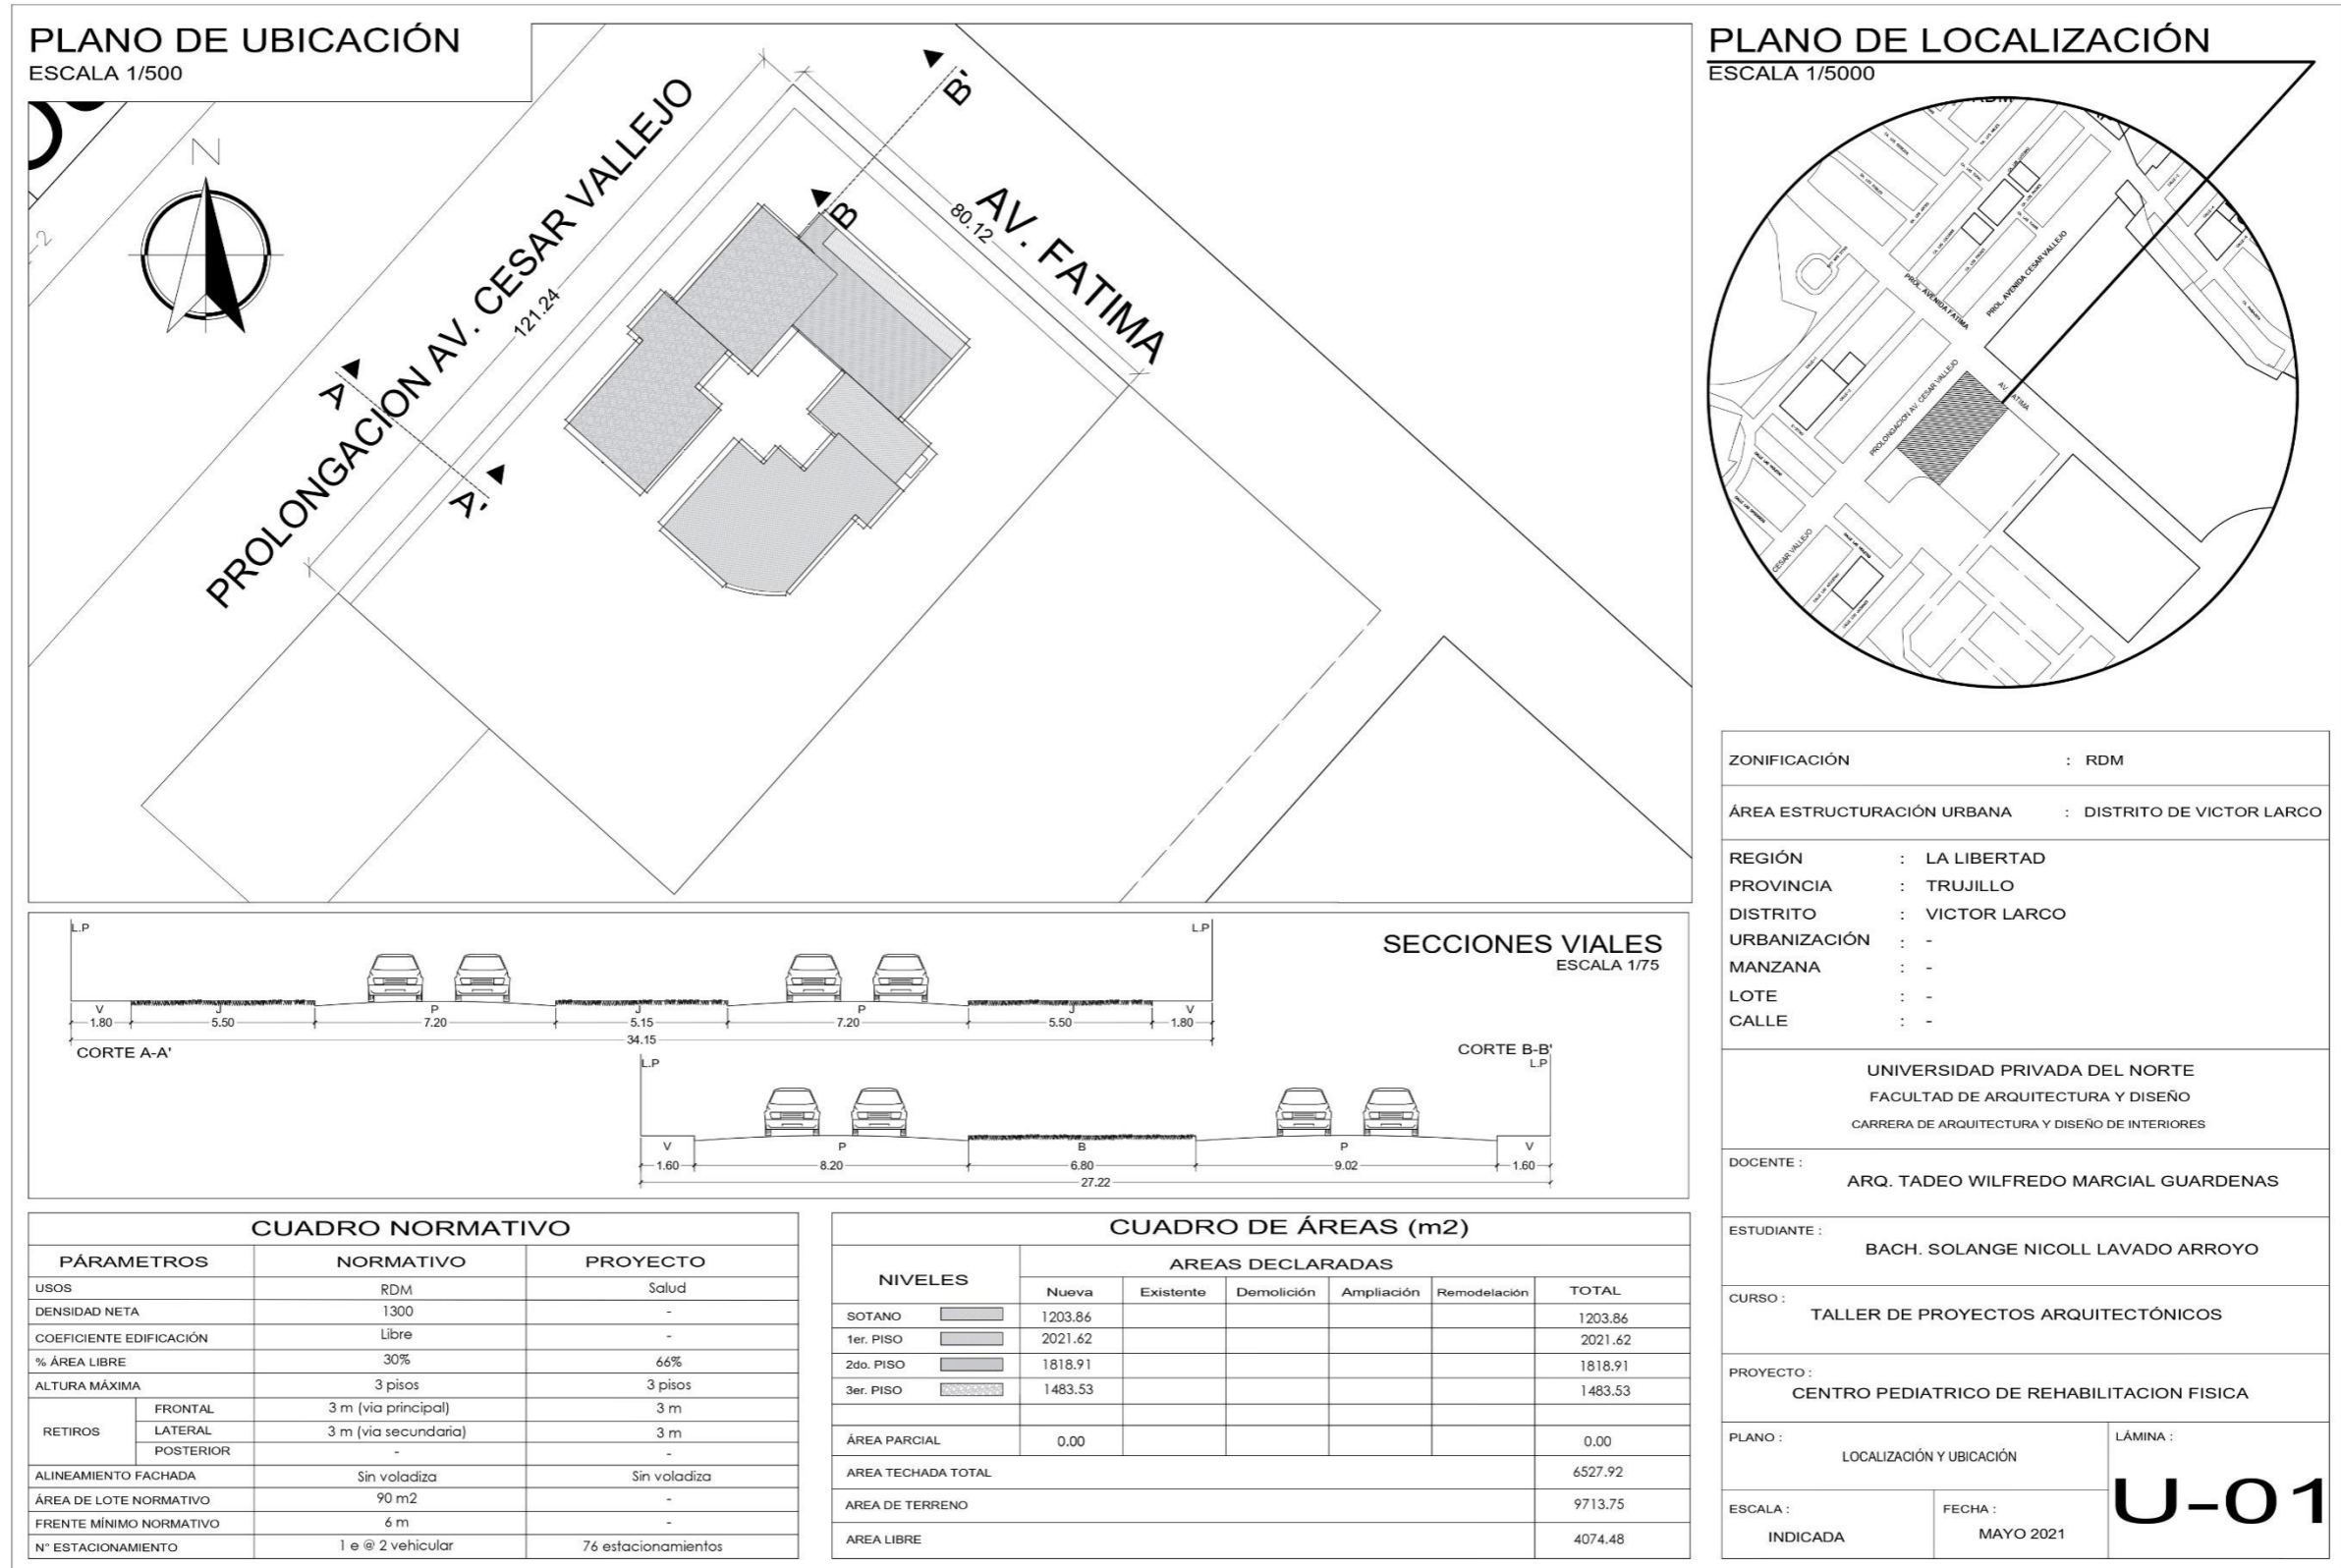 PLANO DE UBICACIÓN
ESCALA 1/500
N
PROLONGACION AV. CESAR VALLEJO
121.24
AV. FATIMA
80.12
B'
B
A
A'
PLANO DE LOCALIZACIÓN
ESCALA 1/5000
PROL. AVENIDA FATIMA
PROL. AVENIDA CESAR VALLEJO
PROLONGACION AV. CESAR VALLEJO
CESAR VALLEJO
SECCIONES VIALES
ESCALA 1/75
L.P L.P
V J P J P J V
1.80 5.50 7.20 5.15 7.20 5.50 1.80
34.15
CORTE A-A'
CORTE B-B'
L.P L.P
V P B P V
1.60 8.20 6.80 9.02 1.60
27.22
CUADRO NORMATIVO
PÁRAMETROS NORMATIVO PROYECTO
USOS RDM Salud
DENSIDAD NETA 1300 -
COEFICIENTE EDIFICACIÓN Libre -
% ÁREA LIBRE 30% 66%
ALTURA MÁXIMA 3 pisos 3 pisos
RETIROS
FRONTAL 3 m (via principal) 3 m
LATERAL 3 m (via secundaria) 3 m
POSTERIOR - -
ALINEAMIENTO FACHADA Sin voladiza Sin voladiza
ÁREA DE LOTE NORMATIVO 90 m2 -
FRENTE MÍNIMO NORMATIVO 6 m -
N° ESTACIONAMIENTO 1 e @ 2 vehicular 76 estacionamientos
CUADRO DE ÁREAS (m2)
NIVELES AREAS DECLARADAS
Nueva Existente Demolición Ampliación Remodelación TOTAL
SOTANO 1203.86 1203.86
1er. PISO 2021.62 2021.62
2do. PISO 1818.91 1818.91
3er. PISO 1483.53 1483.53
ÁREA PARCIAL 0.00 0.00
AREA TECHADA TOTAL 6527.92
AREA DE TERRENO 9713.75
AREA LIBRE 4074.48
ZONIFICACIÓN : RDM
ÁREA ESTRUCTURACIÓN URBANA : DISTRITO DE VICTOR LARCO
REGIÓN : LA LIBERTAD
PROVINCIA : TRUJILLO
DISTRITO : VICTOR LARCO
URBANIZACIÓN : -
MANZANA : -
LOTE : -
CALLE : -
UNIVERSIDAD PRIVADA DEL NORTE
FACULTAD DE ARQUITECTURA Y DISEÑO
CARRERA DE ARQUITECTURA Y DISEÑO DE INTERIORES
DOCENTE :
ARQ. TADEO WILFREDO MARCIAL GUARDENAS
ESTUDIANTE :
BACH. SOLANGE NICOLL LAVADO ARROYO
CURSO :
TALLER DE PROYECTOS ARQUITECTÓNICOS
PROYECTO :
CENTRO PEDIATRICO DE REHABILITACION FISICA
PLANO :
LOCALIZACIÓN Y UBICACIÓN
LÁMINA :
U-01
ESCALA :
INDICADA
FECHA :
MAYO 2021